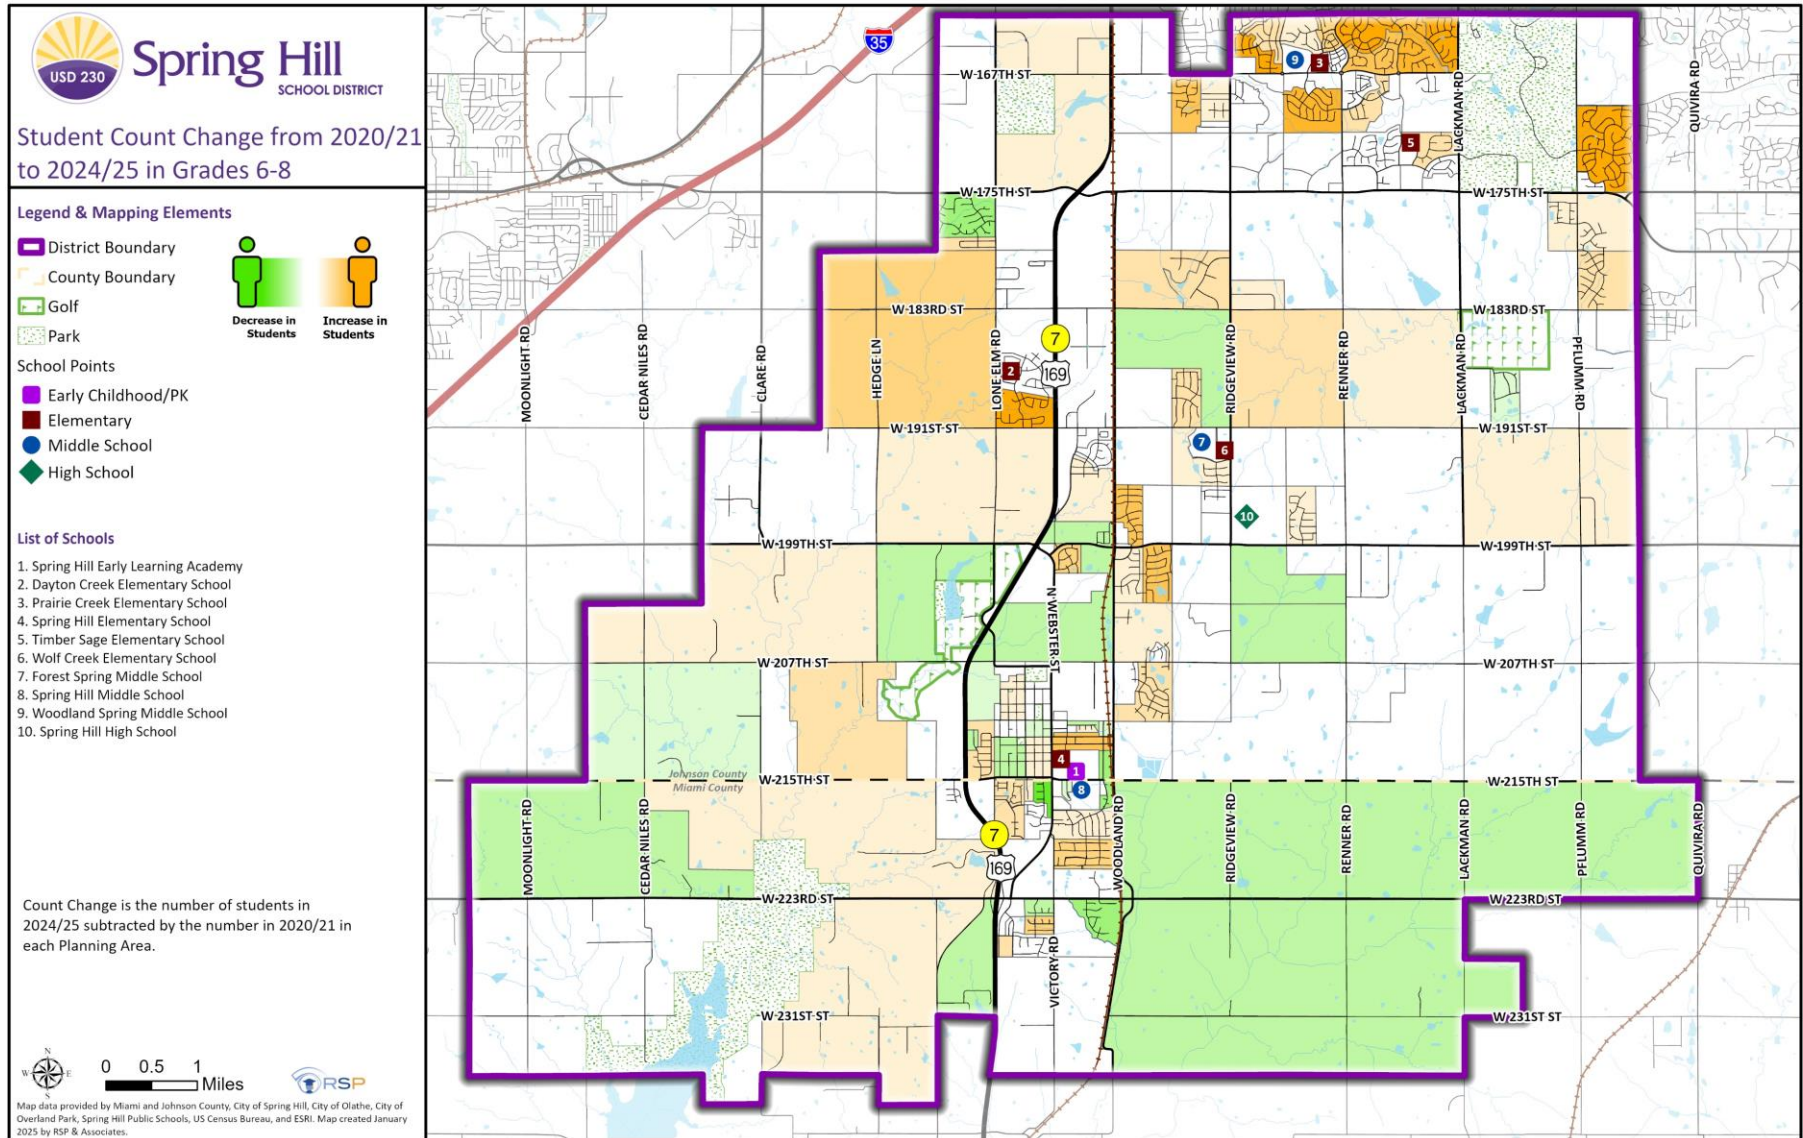 USD 230
Spring Hill
SCHOOL DISTRICT
Student Count Change from 2020/21
to 2024/25 in Grades 6-8
Legend & Mapping Elements
District Boundary
County Boundary
Golf
Park
Decrease in
Students
Increase in
Students
School Points
Early Childhood/PK
Elementary
Middle School
High School
List of Schools
1. Spring Hill Early Learning Academy
2. Dayton Creek Elementary School
3. Prairie Creek Elementary School
4. Spring Hill Elementary School
5. Timber Sage Elementary School
6. Wolf Creek Elementary School
7. Forest Spring Middle School
8. Spring Hill Middle School
9. Woodland Spring Middle School
10. Spring Hill High School
Count Change is the number of students in
2024/25 subtracted by the number in 2020/21 in
each Planning Area.
N
W
E
S
0 0.5 1
Miles
RSP
Map data provided by Miami and Johnson County, City of Spring Hill, City of Olathe, City of
Overland Park, Spring Hill Public Schools, US Census Bureau, and ESRI. Map created January
2025 by RSP & Associates.
35
9
3
W 167TH ST
LACKMAN RD
QUIVIRA RD
5
W 175TH ST
W 175TH ST
W 183RD ST
W 183RD ST
7
169
2
MOONLIGHT RD
CEDAR NILES RD
CLARE RD
HEDGE LN
LONE ELM RD
RIDGEVIEW RD
RENNER RD
LACKMAN RD
PFLUMM RD
W 191ST ST
W 191ST ST
7
6
10
W 199TH ST
W 199TH ST
N WEBSTER ST
W 207TH ST
W 207TH ST
4
1
8
Johnson County
Miami County
W 215TH ST
W 215TH ST
7
169
MOONLIGHT RD
CEDAR NILES RD
WOODLAND RD
RIDGEVIEW RD
RENNER RD
LACKMAN RD
PFLUMM RD
QUIVIRA RD
W 223RD ST
W 223RD ST
VICTORY RD
W 231ST ST
W 231ST ST